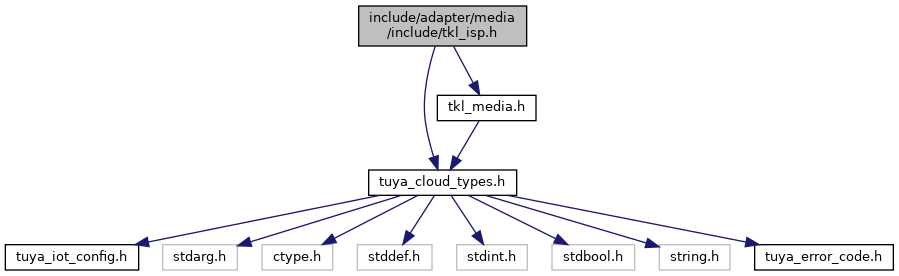 include/adapter/media
/include/tkl_isp.h
tkl_media.h
tuya_cloud_types.h
tuya_iot_config.h
stdarg.h
ctype.h
stddef.h
stdint.h
stdbool.h
string.h
tuya_error_code.h